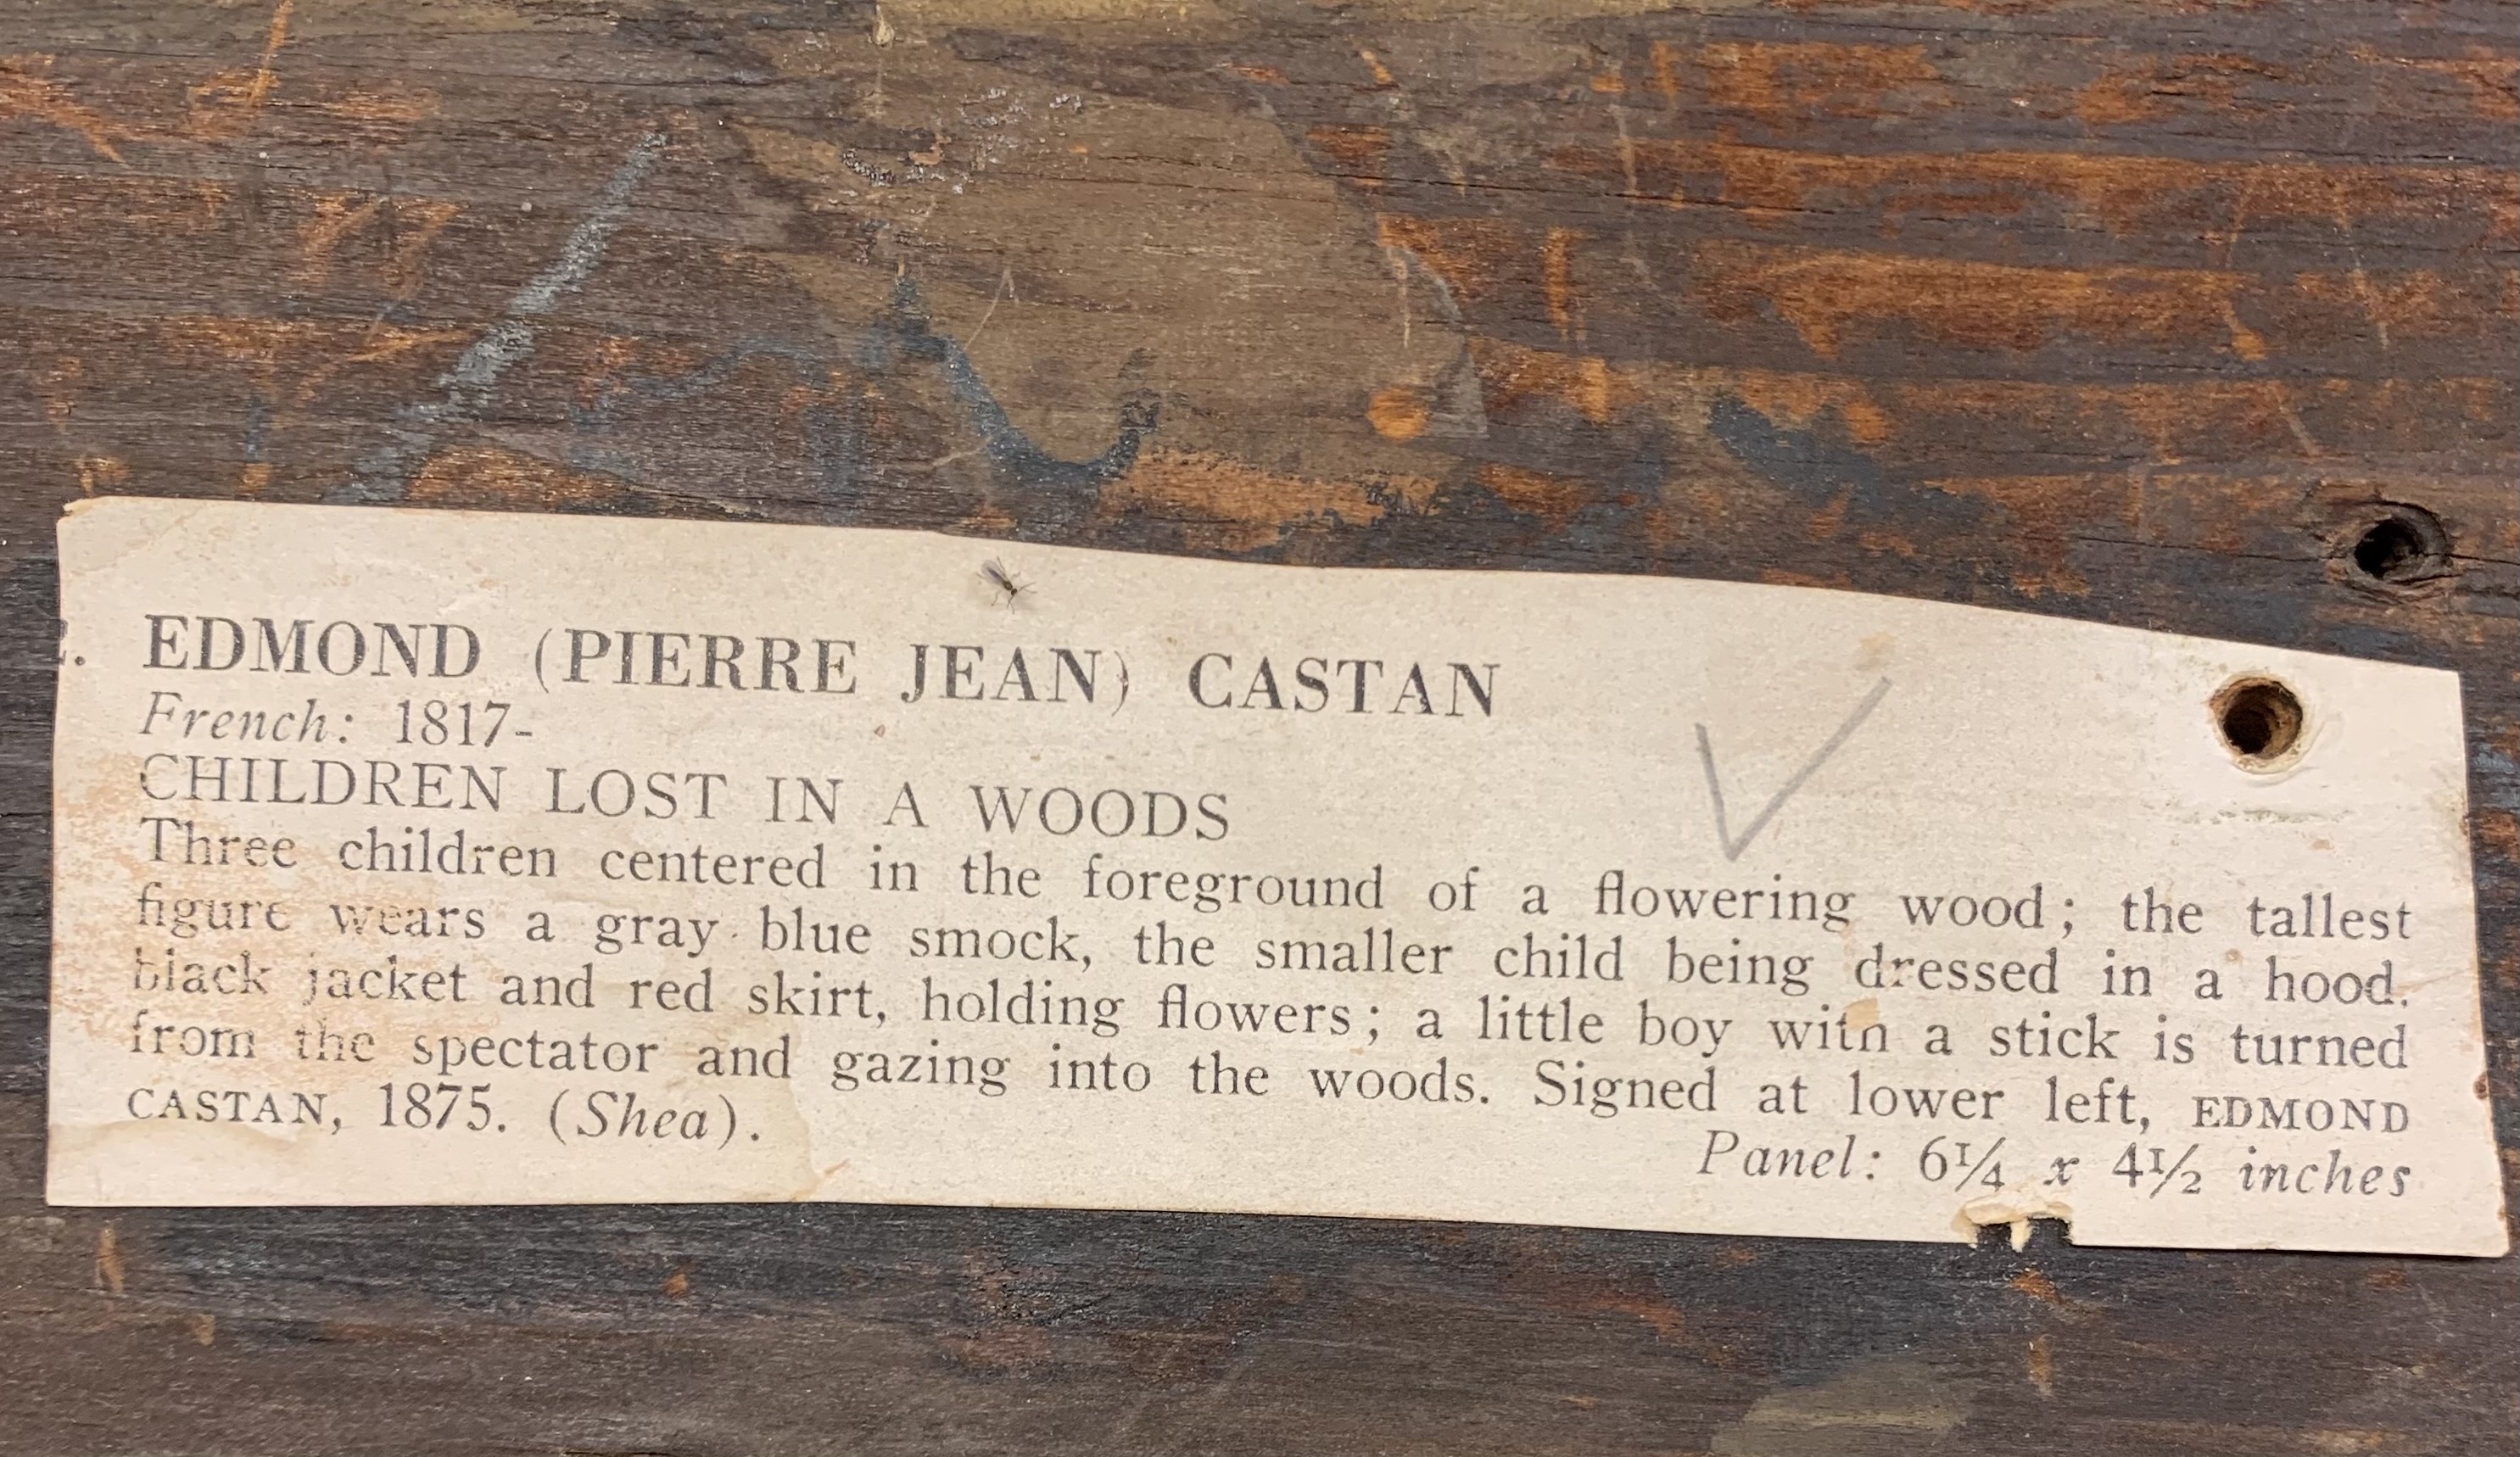 . EDMOND (PIERRE JEAN) CASTAN
French: 1817-
CHILDREN LOST IN A WOODS
Three children centered in the foreground of a flowering wood; the tallest
figure wears a gray blue smock, the smaller child being dressed in a hood.
black jacket and red skirt, holding flowers; a little boy with a stick is turned
from the spectator and gazing into the woods. Signed at lower left, EDMOND
CASTAN, 1875. (Shea).
Panel: 6¼ x 4½ inches